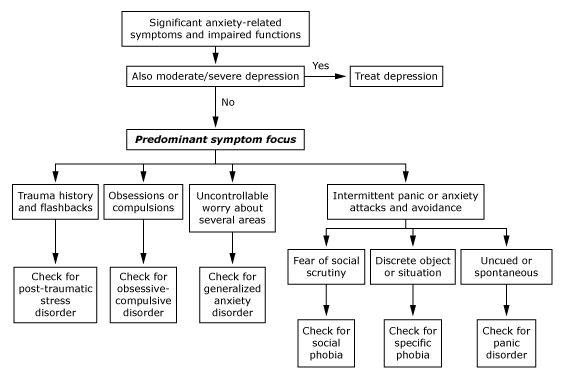 Significant anxiety-related
symptoms and impaired functions
Also moderate/severe depression
Yes
Treat depression
No
Predominant symptom focus
Trauma history
and flashbacks
Obsessions or
compulsions
Uncontrollable
worry about
several areas
Intermittent panic or anxiety
attacks and avoidance
Check for
post-traumatic
stress
disorder
Check for
obsessive-
compulsive
disorder
Check for
generalized
anxiety
disorder
Fear of social
scrutiny
Discrete object
or situation
Uncued or
spontaneous
Check for
social
phobia
Check for
specific
phobia
Check for
panic
disorder